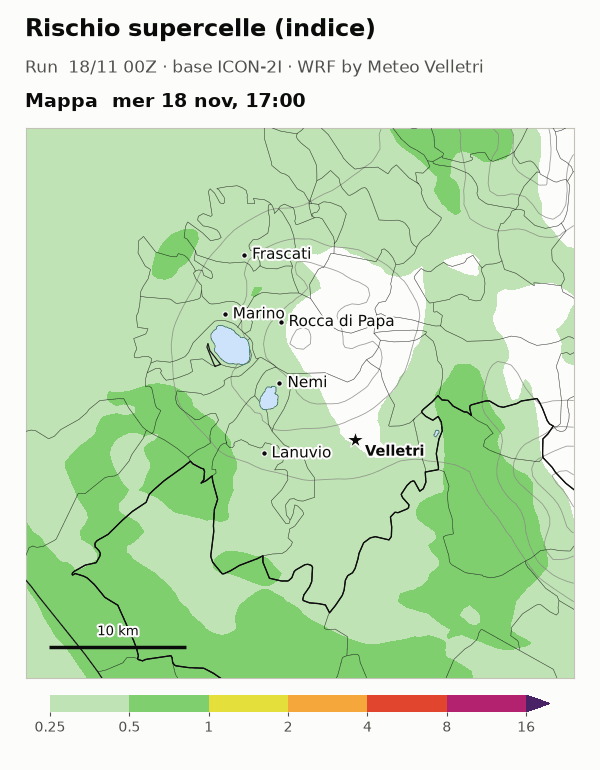 Rischio supercelle (indice)
Run  18/11 00Z · base ICON-2I · WRF by Meteo Velletri
Mappa  mer 18 nov, 17:00
Frascati
Marino
Rocca di Papa
Nemi
Velletri
Lanuvio
10 km
0.25 0.5 1 2 4 8 16